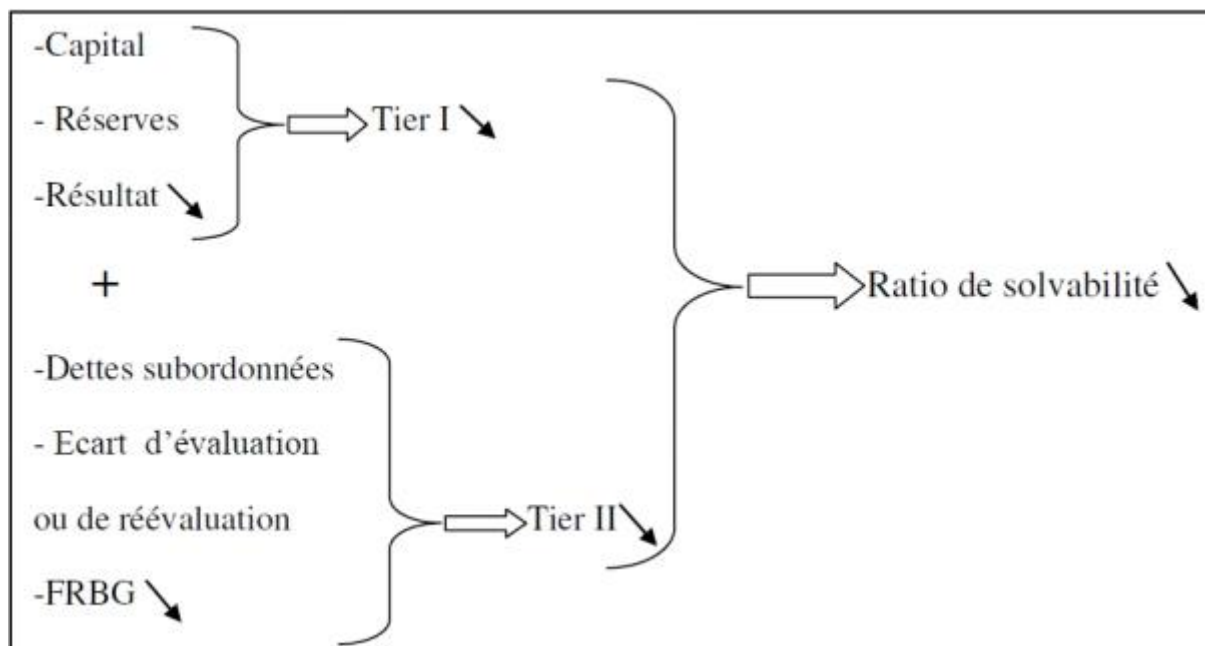 -Capital
- Réserves
-Résultat
Tier I
+
Ratio de solvabilité
-Dettes subordonnées
- Ecart d’évaluation
ou de réévaluation
-FRBG
Tier II